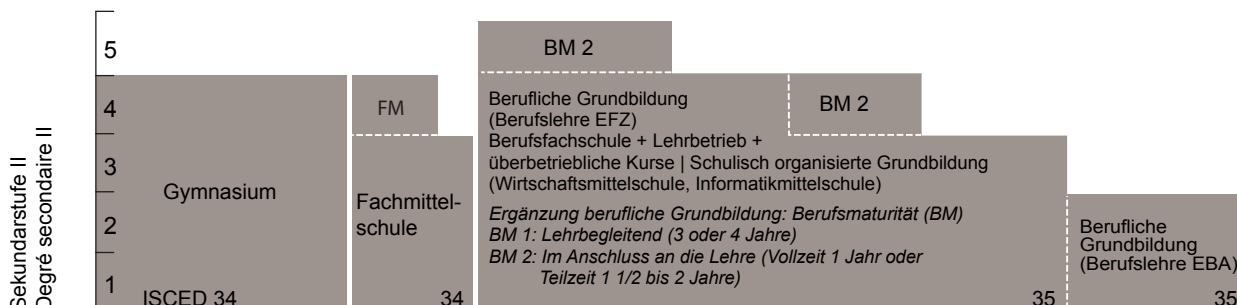 Sekundarstufe II
Degré secondaire II
5
4
3
2
1
Gymnasium
ISCED 34
FM
Fachmittel-
schule
34
BM 2
Berufliche Grundbildung
(Berufslehre EFZ)
Berufsfachschule + Lehrbetrieb +
überbetriebliche Kurse | Schulisch organisierte Grundbildung
(Wirtschaftsmittelschule, Informatikmittelschule)
Ergänzung berufliche Grundbildung: Berufsmaturität (BM)
BM 1: Lehrbegleitend (3 oder 4 Jahre)
BM 2: Im Anschluss an die Lehre (Vollzeit 1 Jahr oder
Teilzeit 1 1/2 bis 2 Jahre)
BM 2
35
Berufliche
Grundbildung
(Berufslehre EBA)
35